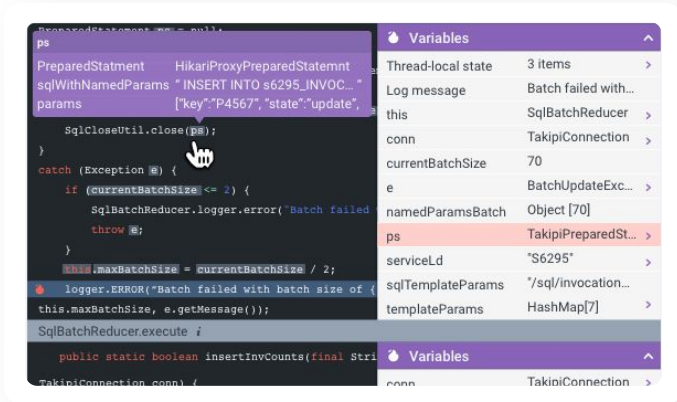 PreparedStatement ps = null;
ps
PreparedStatment HikariProxyPreparedStatemnt
sqlWithNamedParams " INSERT INTO s6295_INVOC... "
params ["key":"P4567", "state":"update",
SqlCloseUtil.close(ps);
}
catch (Exception e) {
if (currentBatchSize <= 2) {
SqlBatchReducer.logger.error("Batch failed
throw e;
}
this.maxBatchSize = currentBatchSize / 2;
logger.ERROR("Batch failed with batch size of {
this.maxBatchSize, e.getMessage());
SqlBatchReducer.execute i
public static boolean insertInvCounts(final Stri
TakipiConnection conn) {
Variables
Thread-local state 3 items
Log message Batch failed with...
this SqlBatchReducer
conn TakipiConnection
currentBatchSize 70
e BatchUpdateExc...
namedParamsBatch Object [70]
ps TakipiPreparedSt...
serviceLd "S6295"
sqlTemplateParams "/sql/invocation...
templateParams HashMap[7]
Variables
conn TakipiConnection